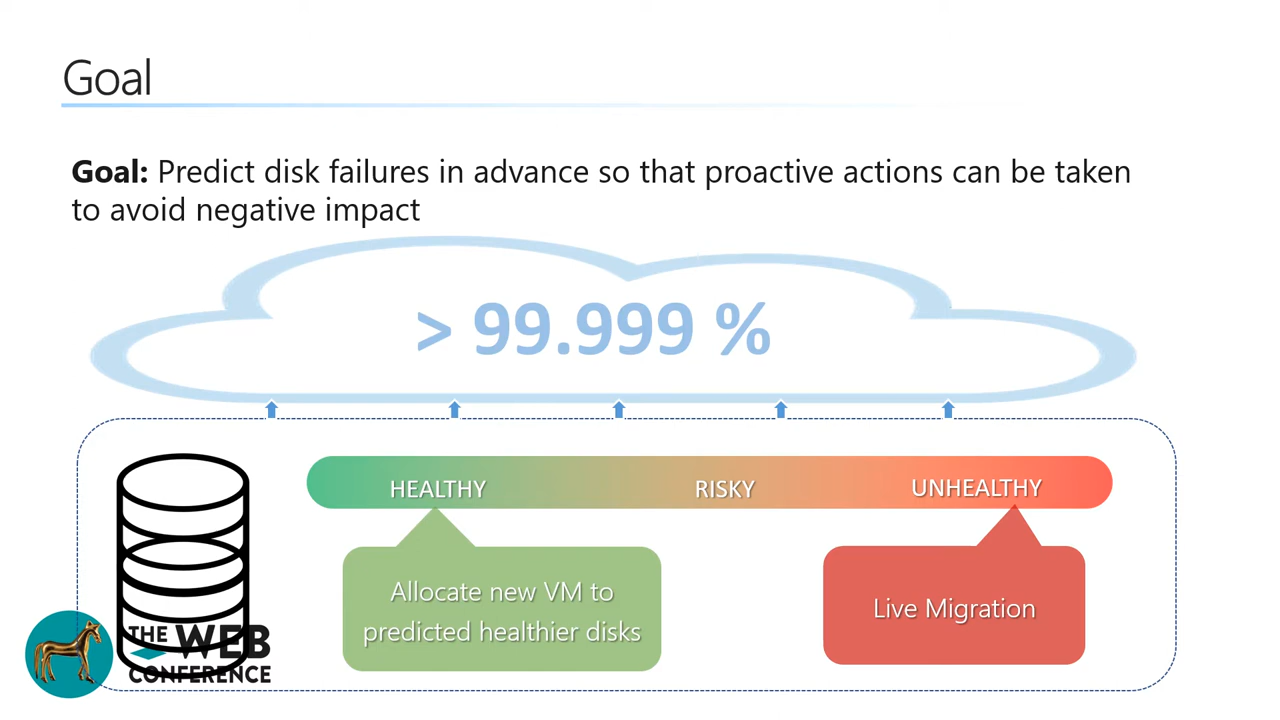 Goal
Goal: Predict disk failures in advance so that proactive actions can be taken
to avoid negative impact
> 99.999 %
HEALTHY
RISKY
UNHEALTHY
Allocate new VM to
predicted healthier disks
Live Migration
THE WEB
CONFERENCE